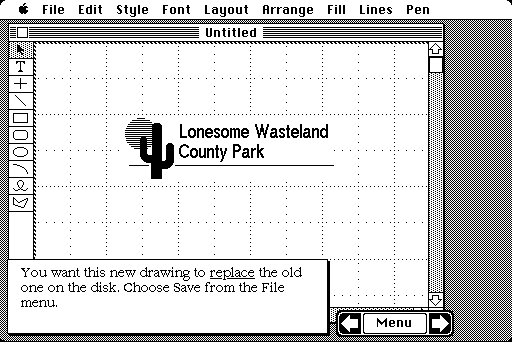 File Edit Style Font Layout Arrange Fill Lines Pen
Untitled
T
Lonesome Wasteland
County Park
You want this new drawing to replace the old
one on the disk. Choose Save from the File
menu.
Menu